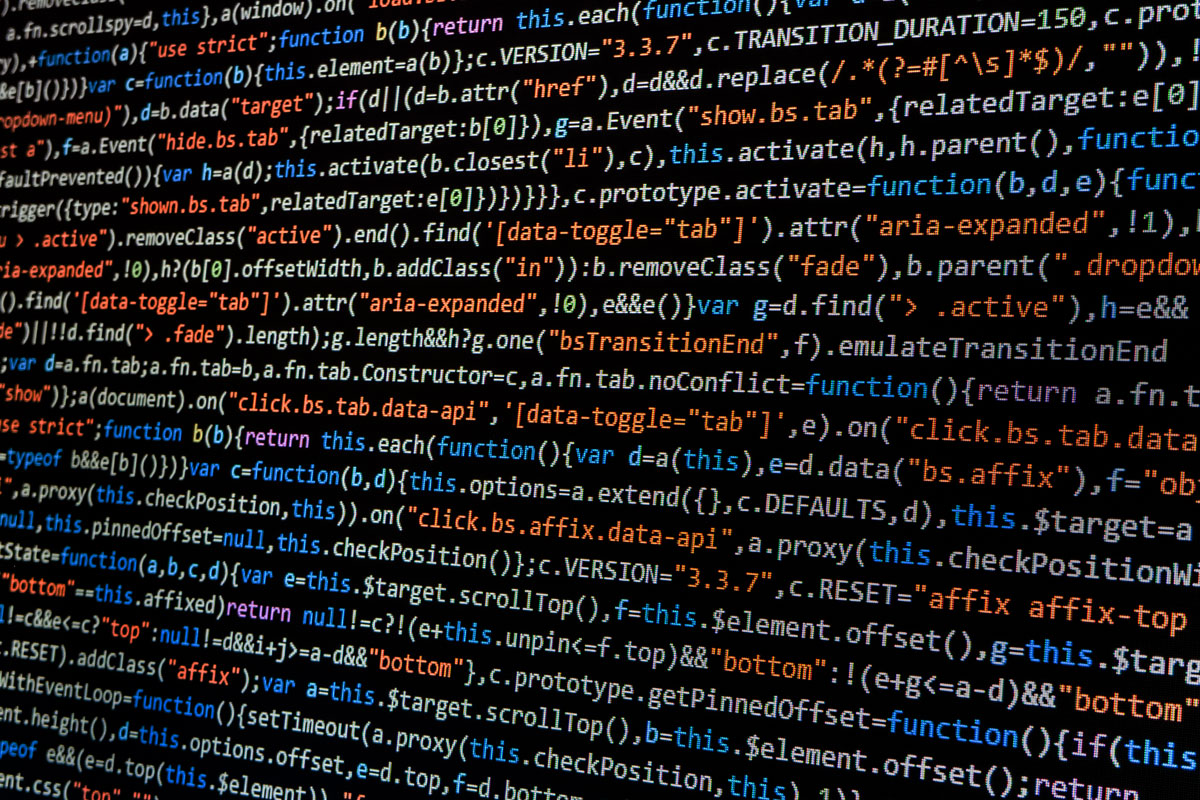 a.fn.scrollspy=d,this},a(window).on(
),+function(a){"use strict";function b(b){return this.each(function(){var
&e[b]()})}var c=function(b){this.element=a(b)};c.VERSION="3.3.7",c.TRANSITION_DURATION=150,c.prot
ropdown-menu)"),d=b.data("target");if(d||(d=b.attr("href"),d=d&&d.replace(/.*(?=#[^\s]*$)/,"")),!
st a"),f=a.Event("hide.bs.tab",{relatedTarget:b[0]}),g=a.Event("show.bs.tab",{relatedTarget:e[0]
faultPrevented()){var h=a(d);this.activate(b.closest("li"),c),this.activate(h,h.parent(),functio
rigger({type:"shown.bs.tab",relatedTarget:e[0]})})}}},c.prototype.activate=function(b,d,e){func
> .active").removeClass("active").end().find('[data-toggle="tab"]').attr("aria-expanded",!1),
ria-expanded",!0),h?(b[0].offsetWidth,b.addClass("in")):b.removeClass("fade"),b.parent(".dropdow
().find('[data-toggle="tab"]').attr("aria-expanded",!0),e&&e()}var g=d.find("> .active"),h=e&&
de")||!!d.find("> .fade").length);g.length&&h?g.one("bsTransitionEnd",f).emulateTransitionEnd
;var d=a.fn.tab;a.fn.tab=b,a.fn.tab.Constructor=c,a.fn.tab.noConflict=function(){return a.fn.t
"show")};a(document).on("click.bs.tab.data-api",'[data-toggle="tab"]',e).on("click.bs.tab.data
se strict";function b(b){return this.each(function(){var d=a(this),e=d.data("bs.affix"),f="ob
=typeof b&&e[b]()})}var c=function(b,d){this.options=a.extend({},c.DEFAULTS,d),this.$target=a
",a.proxy(this.checkPosition,this)).on("click.bs.affix.data-api",a.proxy(this.checkPositionWi
null,this.pinnedOffset=null,this.checkPosition()};c.VERSION="3.3.7",c.RESET="affix affix-top
tState=function(a,b,c,d){var e=this.$target.scrollTop(),f=this.$element.offset(),g=this.$targ
"bottom"==this.affixed)return null!=c?!(e+this.unpin<=f.top)&&"bottom":!(e+g<=a-d)&&"bottom"
l!=c&&e<=c?"top":null!=d&&i+j>=a-d&&"bottom"},c.prototype.getPinnedOffset=function(){if(this
.RESET).addClass("affix");var a=this.$target.scrollTop(),b=this.$element.offset();return
WithEventLoop=function(){setTimeout(a.proxy(this.checkPosition,this),1)}
ent.height(),d=this.options.offset,e=d.top,f=d.bottom
peof e&&(e=d.top(this.$element)),
ent.css("top",